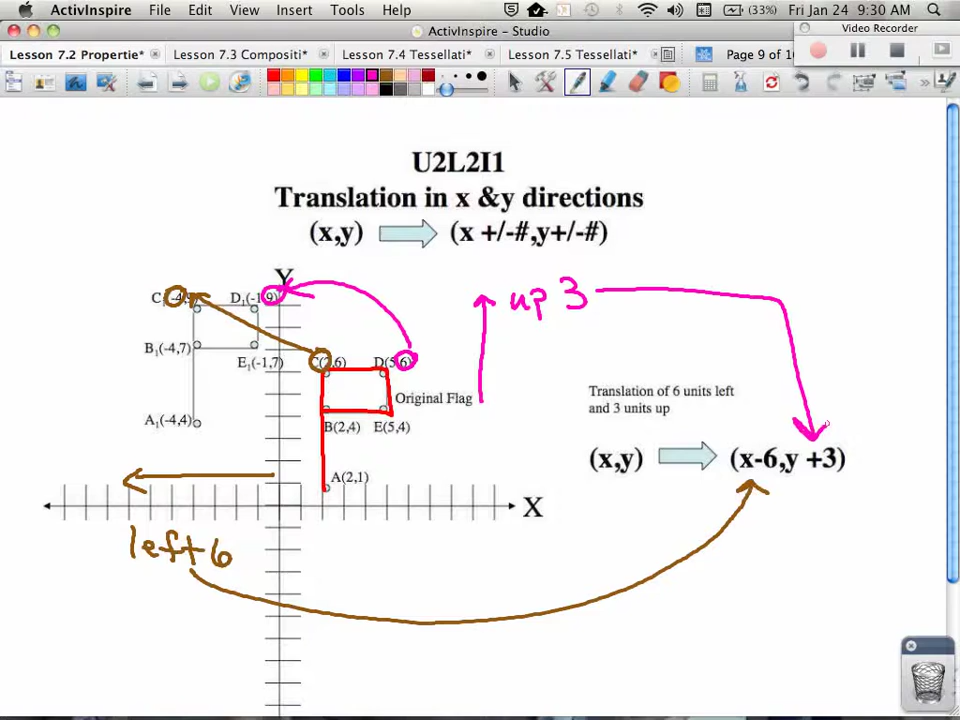 ActivInspire File Edit View Insert Tools Help (33%) Fri Jan 24 9:30 AM
ActivInspire - Studio
Video Recorder
Lesson 7.2 Propertie* Lesson 7.3 Compositi* Lesson 7.4 Tessellati* Lesson 7.5 Tessellati* Page 9 of 10
U2L2I1
Translation in x &y directions
(x,y) (x +/-#,y+/-#)
Y
C₁(-4,9) D₁(-1,9)
up 3
B₁(-4,7) E₁(-1,7)
C(2,6) D(5,6)
Original Flag
A₁(-4,4)
B(2,4) E(5,4)
Translation of 6 units left
and 3 units up
(x,y) (x-6,y +3)
A(2,1)
X
left 6